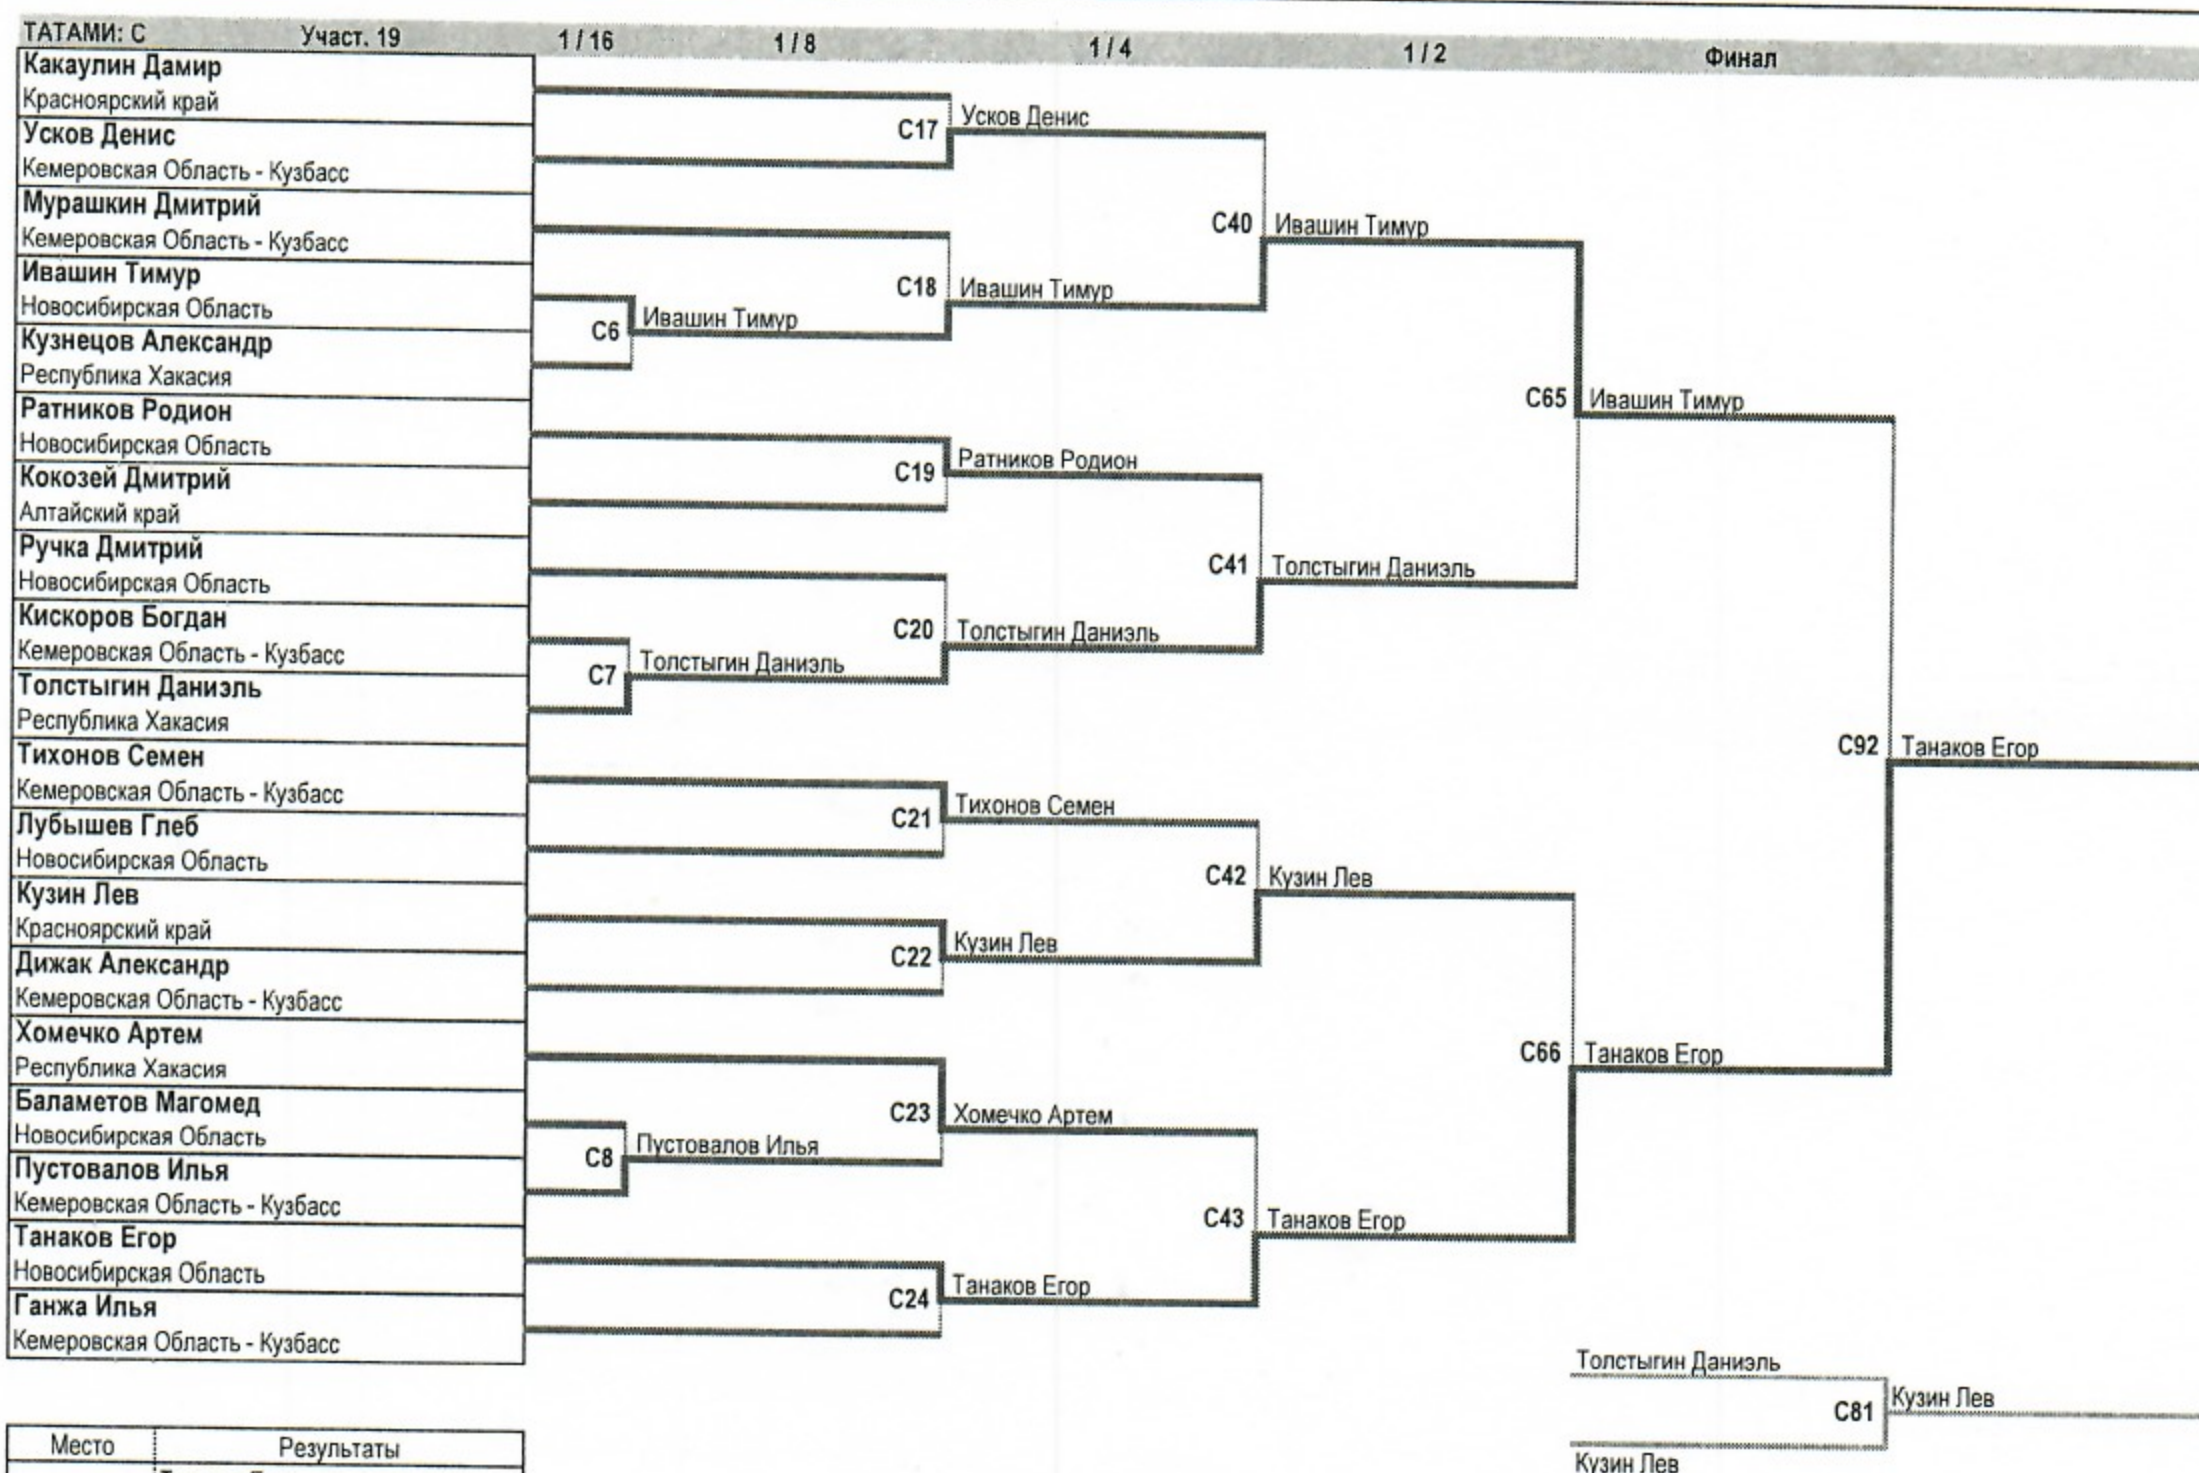 ТАТАМИ: C Участ. 19 1 / 16 1 / 8 1 / 4 1 / 2 Финал
Какаулин Дамир
Красноярский край
Усков Денис
Кемеровская Область - Кузбасс
Мурашкин Дмитрий
Кемеровская Область - Кузбасс
Ивашин Тимур
Новосибирская Область
Кузнецов Александр
Республика Хакасия
Ратников Родион
Новосибирская Область
Кокозей Дмитрий
Алтайский край
Ручка Дмитрий
Новосибирская Область
Кискоров Богдан
Кемеровская Область - Кузбасс
Толстыгин Даниэль
Республика Хакасия
Тихонов Семен
Кемеровская Область - Кузбасс
Лубышев Глеб
Новосибирская Область
Кузин Лев
Красноярский край
Дижак Александр
Кемеровская Область - Кузбасс
Хомечко Артем
Республика Хакасия
Баламетов Магомед
Новосибирская Область
Пустовалов Илья
Кемеровская Область - Кузбасс
Танаков Егор
Новосибирская Область
Ганжа Илья
Кемеровская Область - Кузбасс
C6 Ивашин Тимур
C7 Толстыгин Даниэль
C8 Пустовалов Илья
C17 Усков Денис
C18 Ивашин Тимур
C19 Ратников Родион
C20 Толстыгин Даниэль
C21 Тихонов Семен
C22 Кузин Лев
C23 Хомечко Артем
C24 Танаков Егор
C40 Ивашин Тимур
C41 Толстыгин Даниэль
C42 Кузин Лев
C43 Танаков Егор
C65 Ивашин Тимур
C66 Танаков Егор
C92 Танаков Егор
Толстыгин Даниэль
C81 Кузин Лев
Кузин Лев
Место Результаты